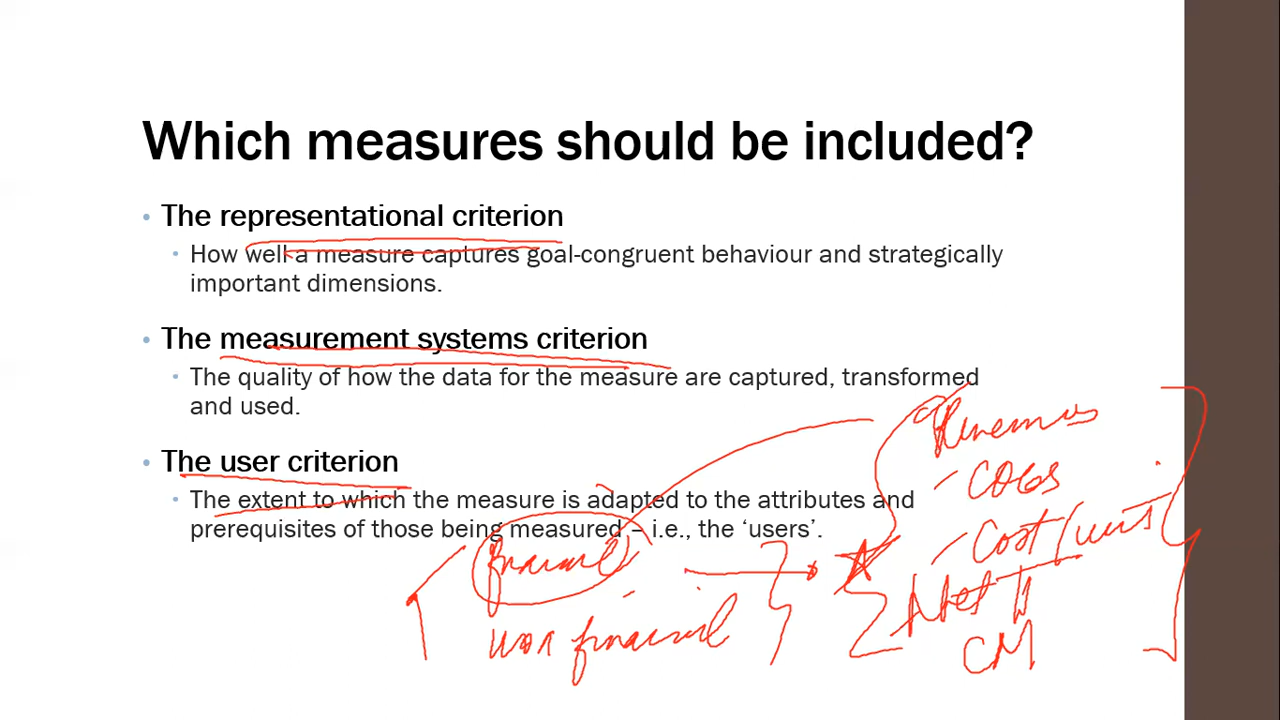 Which measures should be included?
• The representational criterion
• How well a measure captures goal-congruent behaviour and strategically
important dimensions.
• The measurement systems criterion
• The quality of how the data for the measure are captured, transformed
and used.
• The user criterion
• The extent to which the measure is adapted to the attributes and
prerequisites of those being measured – i.e., the ‘users’.
financial
non financial
Revenues
- COGS
- Cost/unit
CM